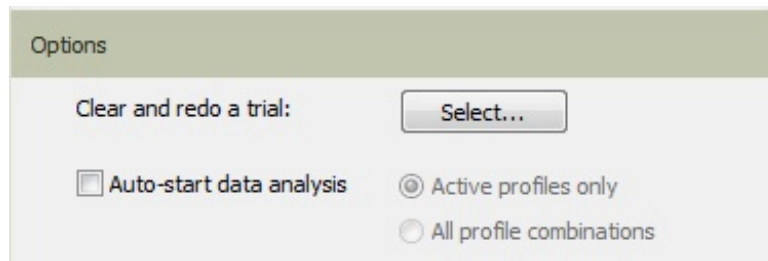 Options
Clear and redo a trial: Select...
Auto-start data analysis Active profiles only
All profile combinations